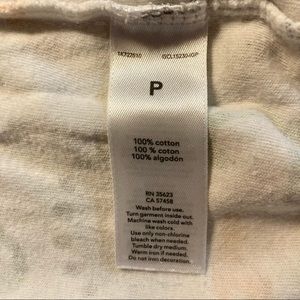 P
100% cotton
100 % cotton
100% algodón
RN 35623
CA 57458
Wash before use.
Turn garment inside out.
Machine wash cold with
like colors.
Use only non-chlorine
bleach when needed.
Tumble dry medium.
Warm iron if needed.
Do not iron decoration.